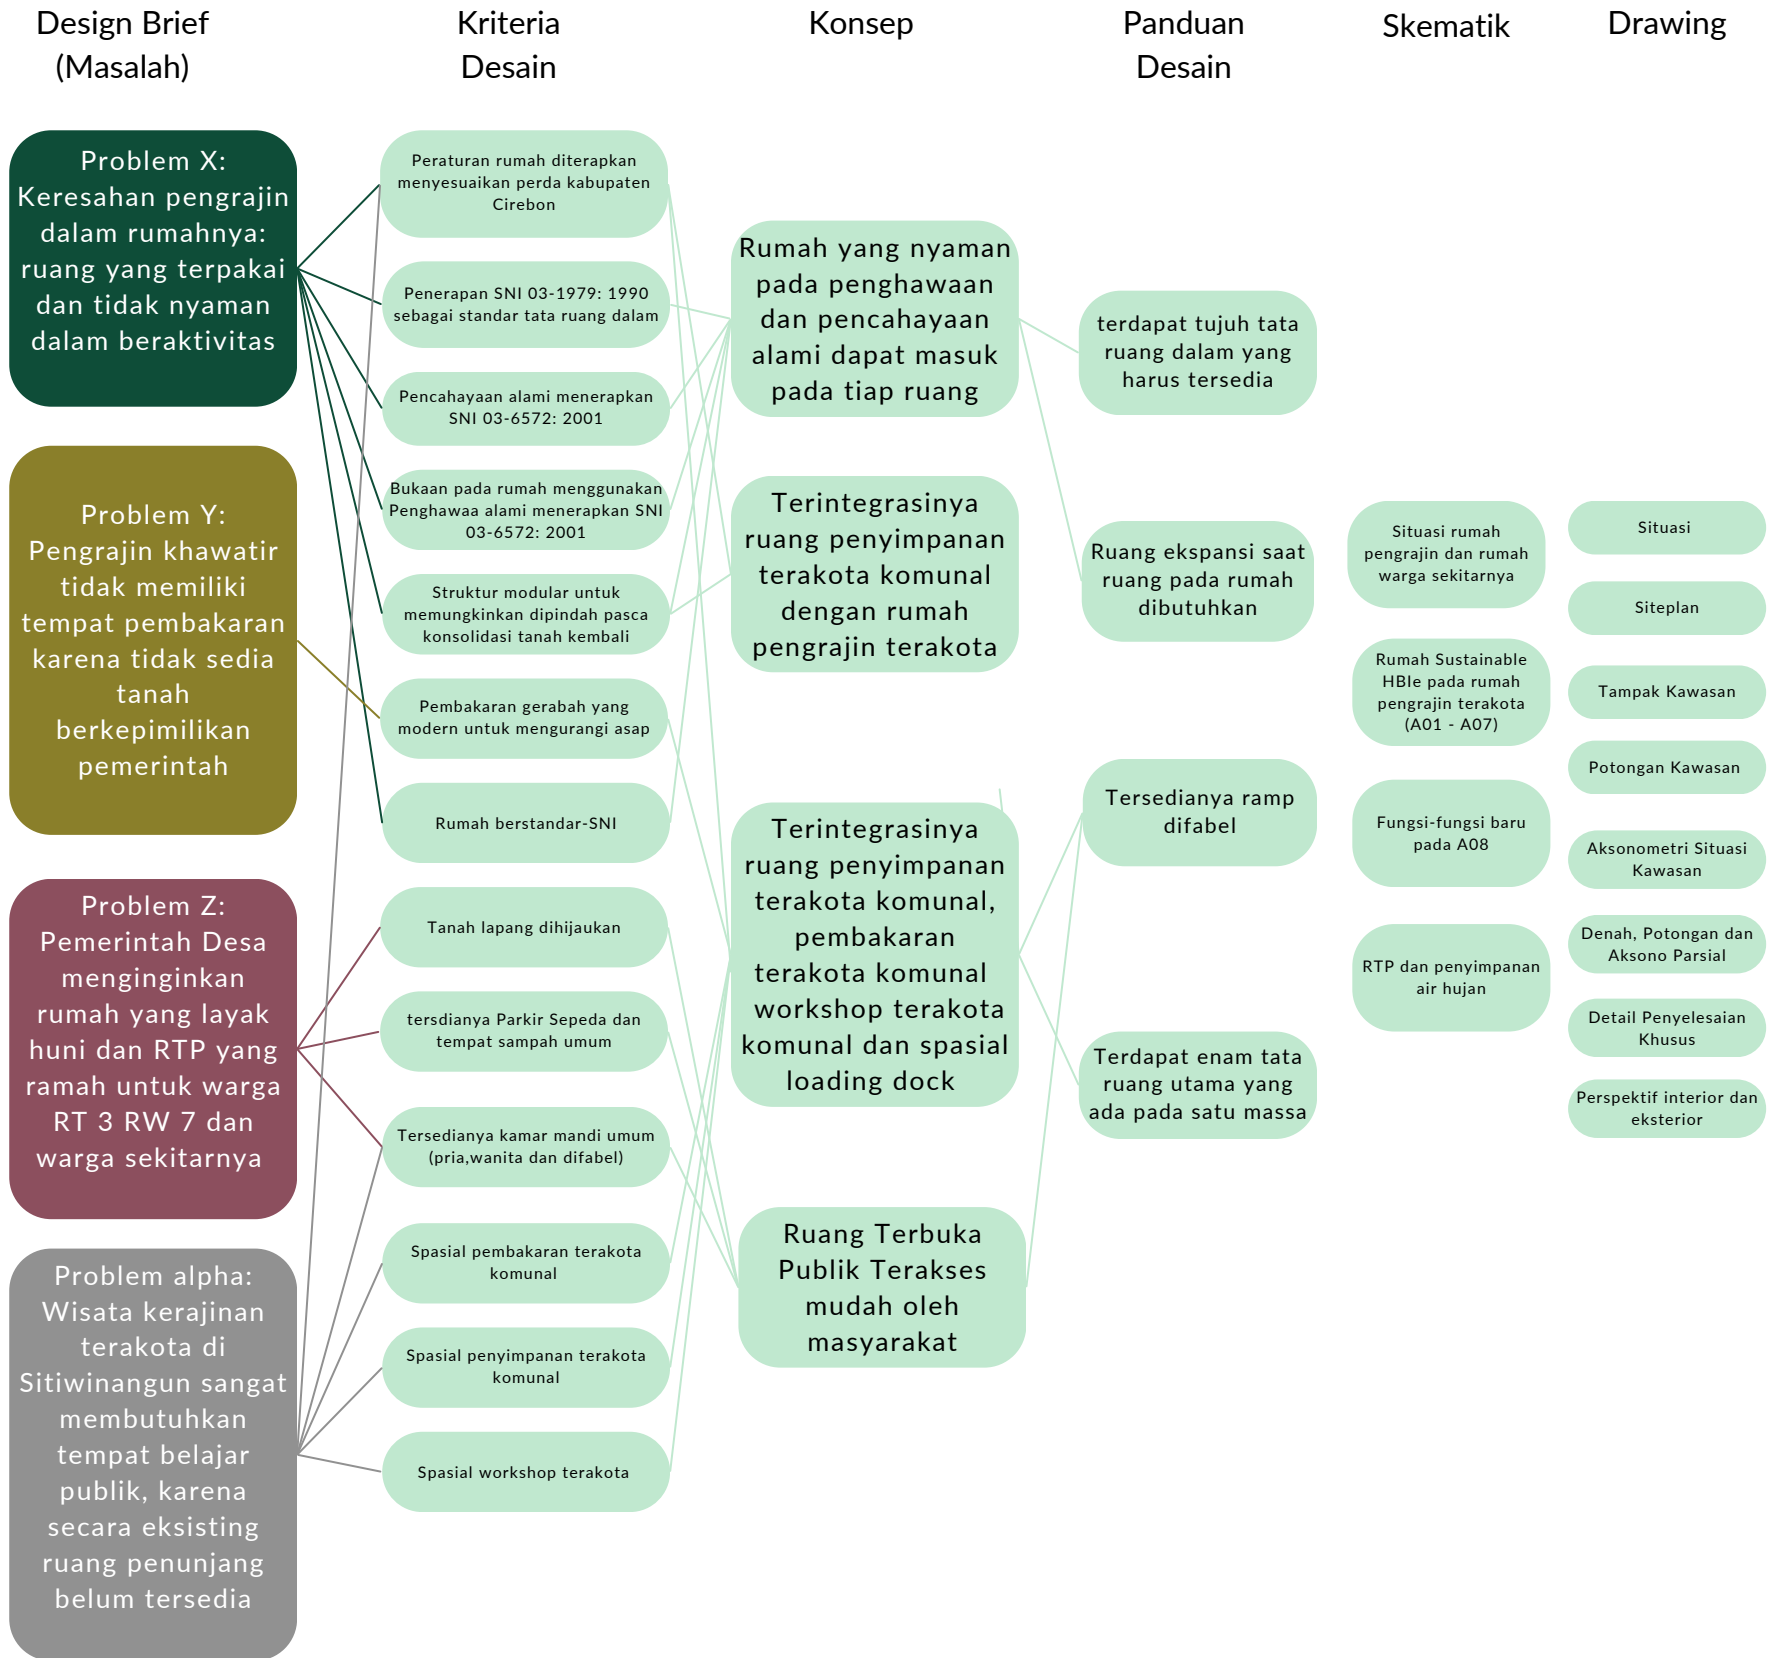 Design Brief
(Masalah)
Kriteria
Desain
Konsep
Panduan
Desain
Skematik
Drawing
Problem X:
Keresahan pengrajin
dalam rumahnya:
ruang yang terpakai
dan tidak nyaman
dalam beraktivitas
Problem Y:
Pengrajin khawatir
tidak memiliki
tempat pembakaran
karena tidak sedia
tanah
berkepimilikan
pemerintah
Problem Z:
Pemerintah Desa
menginginkan
rumah yang layak
huni dan RTP yang
ramah untuk warga
RT 3 RW 7 dan
warga sekitarnya
Problem alpha:
Wisata kerajinan
terakota di
Sitiwinangun sangat
membutuhkan
tempat belajar
publik, karena
secara eksisting
ruang penunjang
belum tersedia
Peraturan rumah diterapkan
menyesuaikan perda kabupaten
Cirebon
Penerapan SNI 03-1979: 1990
sebagai standar tata ruang dalam
Pencahayaan alami menerapkan
SNI 03-6572: 2001
Bukaan pada rumah menggunakan
Penghawaa alami menerapkan SNI
03-6572: 2001
Struktur modular untuk
memungkinkan dipindah pasca
konsolidasi tanah kembali
Pembakaran gerabah yang
modern untuk mengurangi asap
Rumah berstandar-SNI
Tanah lapang dihijaukan
tersdianya Parkir Sepeda dan
tempat sampah umum
Tersedianya kamar mandi umum
(pria,wanita dan difabel)
Spasial pembakaran terakota
komunal
Spasial penyimpanan terakota
komunal
Spasial workshop terakota
Rumah yang nyaman
pada penghawaan
dan pencahayaan
alami dapat masuk
pada tiap ruang
Terintegrasinya
ruang penyimpanan
terakota komunal
dengan rumah
pengrajin terakota
Terintegrasinya
ruang penyimpanan
terakota komunal,
pembakaran
terakota komunal
workshop terakota
komunal dan spasial
loading dock
Ruang Terbuka
Publik Terakses
mudah oleh
masyarakat
terdapat tujuh tata
ruang dalam yang
harus tersedia
Ruang ekspansi saat
ruang pada rumah
dibutuhkan
Tersedianya ramp
difabel
Terdapat enam tata
ruang utama yang
ada pada satu massa
Situasi rumah
pengrajin dan rumah
warga sekitarnya
Rumah Sustainable
HBIe pada rumah
pengrajin terakota
(A01 - A07)
Fungsi-fungsi baru
pada A08
RTP dan penyimpanan
air hujan
Situasi
Siteplan
Tampak Kawasan
Potongan Kawasan
Aksonometri Situasi
Kawasan
Denah, Potongan dan
Aksono Parsial
Detail Penyelesaian
Khusus
Perspektif interior dan
eksterior